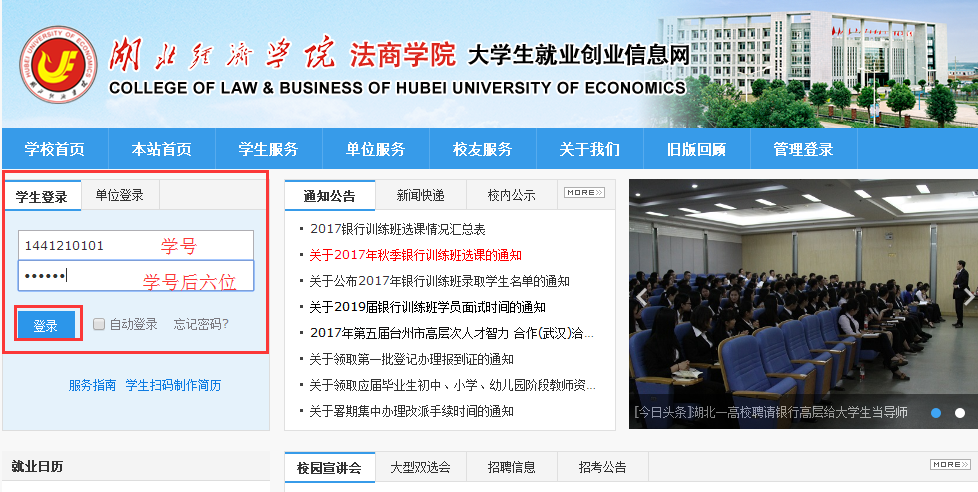 湖北经济学院 法商学院 大学生就业创业信息网
COLLEGE OF LAW & BUSINESS OF HUBEI UNIVERSITY OF ECONOMICS
学校首页 本站首页 学生服务 单位服务 校友服务 关于我们 旧版回顾 管理登录
学生登录 单位登录
1441210101 学号
•••••• 学号后六位
登录 自动登录 忘记密码?
服务指南 学生扫码制作简历
通知公告 新闻快递 校内公示 MORE
2017银行训练班选课情况汇总表
关于2017年秋季银行训练班选课的通知
关于公布2017年银行训练班录取学生名单的通知
关于2019届银行训练班学员面试时间的通知
2017年第五届台州市高层次人才智力 合作(武汉)洽...
关于领取第一批登记办理报到证的通知
关于领取应届毕业生初中、小学、幼儿园阶段教师资...
关于暑期集中办理改派手续时间的通知
[今日头条]湖北一高校聘请银行高层给大学生当导师
就业日历
校园宣讲会 大型双选会 招聘信息 招考公告 MORE